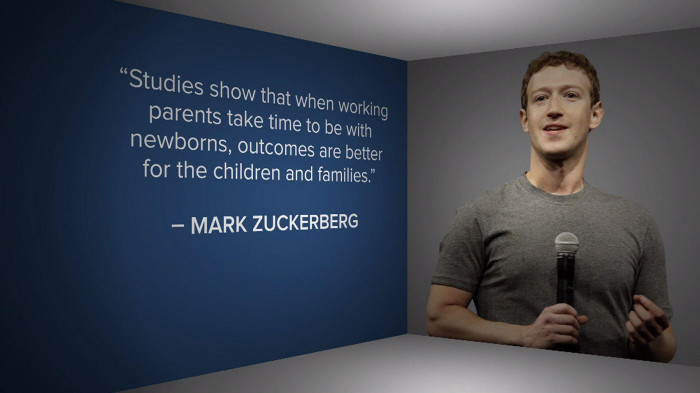 “Studies show that when working
parents take time to be with
newborns, outcomes are better
for the children and families.”
– MARK ZUCKERBERG